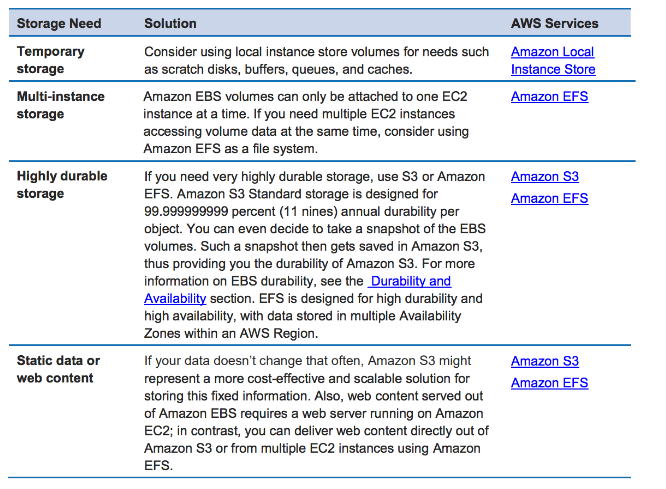 Storage Need Solution AWS Services
Temporary storage
Consider using local instance store volumes for needs such
as scratch disks, buffers, queues, and caches.
Amazon Local
Instance Store
Multi-instance
storage
Amazon EBS volumes can only be attached to one EC2
instance at a time. If you need multiple EC2 instances
accessing volume data at the same time, consider using
Amazon EFS as a file system.
Amazon EFS
Highly durable
storage
If you need very highly durable storage, use S3 or Amazon
EFS. Amazon S3 Standard storage is designed for
99.999999999 percent (11 nines) annual durability per
object. You can even decide to take a snapshot of the EBS
volumes. Such a snapshot then gets saved in Amazon S3,
thus providing you the durability of Amazon S3. For more
information on EBS durability, see the Durability and
Availability section. EFS is designed for high durability and
high availability, with data stored in multiple Availability
Zones within an AWS Region.
Amazon S3
Amazon EFS
Static data or
web content
If your data doesn’t change that often, Amazon S3 might
represent a more cost-effective and scalable solution for
storing this fixed information. Also, web content served out
of Amazon EBS requires a web server running on Amazon
EC2; in contrast, you can deliver web content directly out of
Amazon S3 or from multiple EC2 instances using Amazon
EFS.
Amazon S3
Amazon EFS